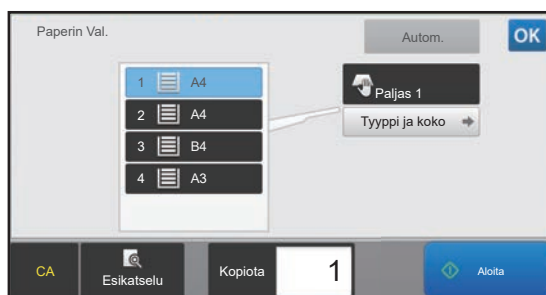 Paperin Val.
Autom.
OK
1 A4
2 A4
3 B4
4 A3
Paljas 1
Tyyppi ja koko
CA
Esikatselu
Kopiota
1
Aloita